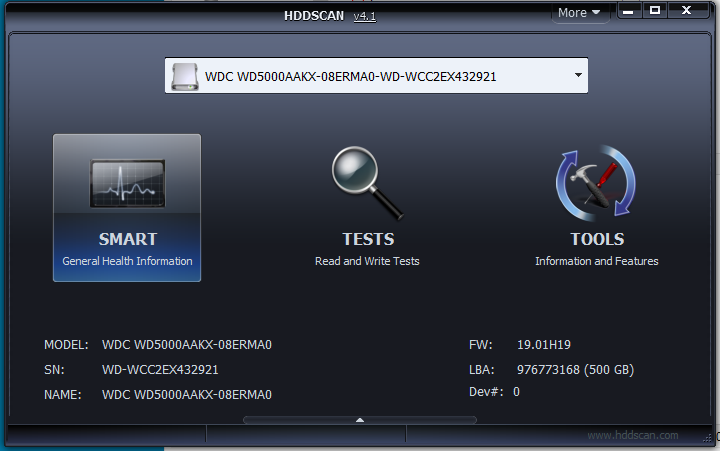 HDDSCAN v4.1
More
WDC WD5000AAKX-08ERMA0-WD-WCC2EX432921
SMART
General Health Information
TESTS
Read and Write Tests
TOOLS
Information and Features
MODEL: WDC WD5000AAKX-08ERMA0
FW: 19.01H19
SN: WD-WCC2EX432921
LBA: 976773168 (500 GB)
NAME: WDC WD5000AAKX-08ERMA0
Dev#: 0
www.hddscan.com